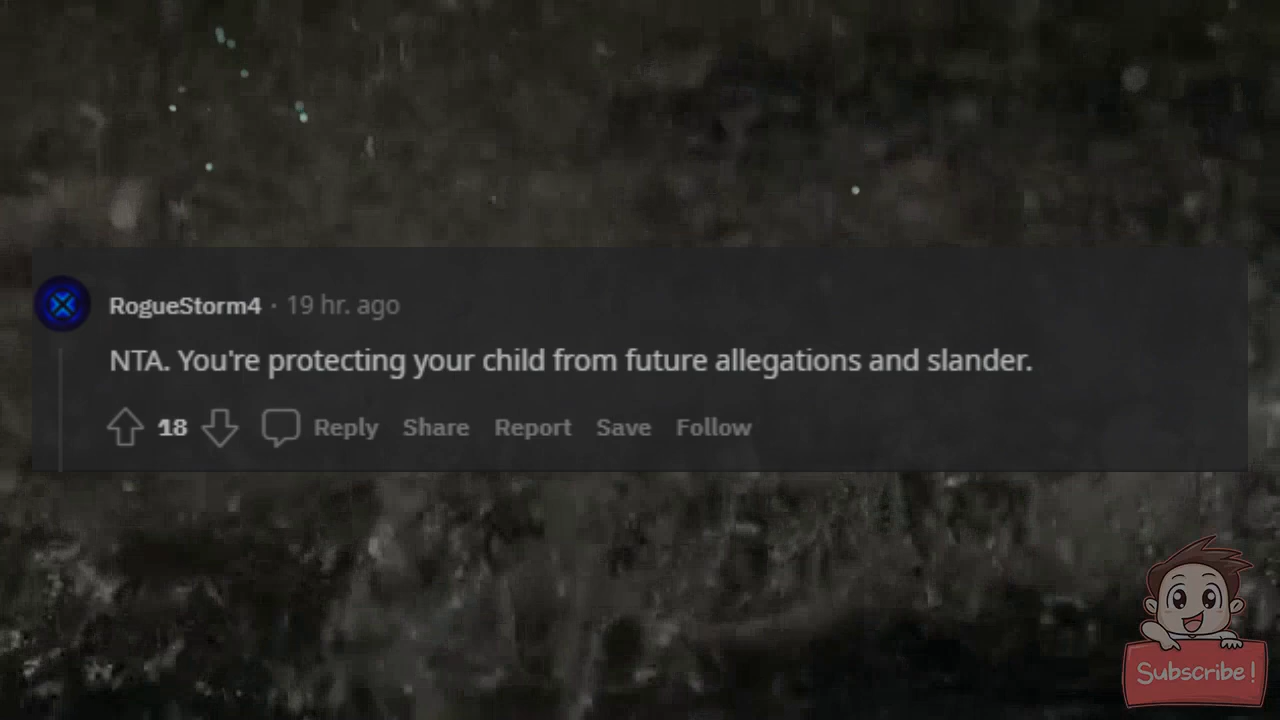 RogueStorm4 · 19 hr. ago
NTA. You're protecting your child from future allegations and slander.
18 Reply Share Report Save Follow
Subscribe!